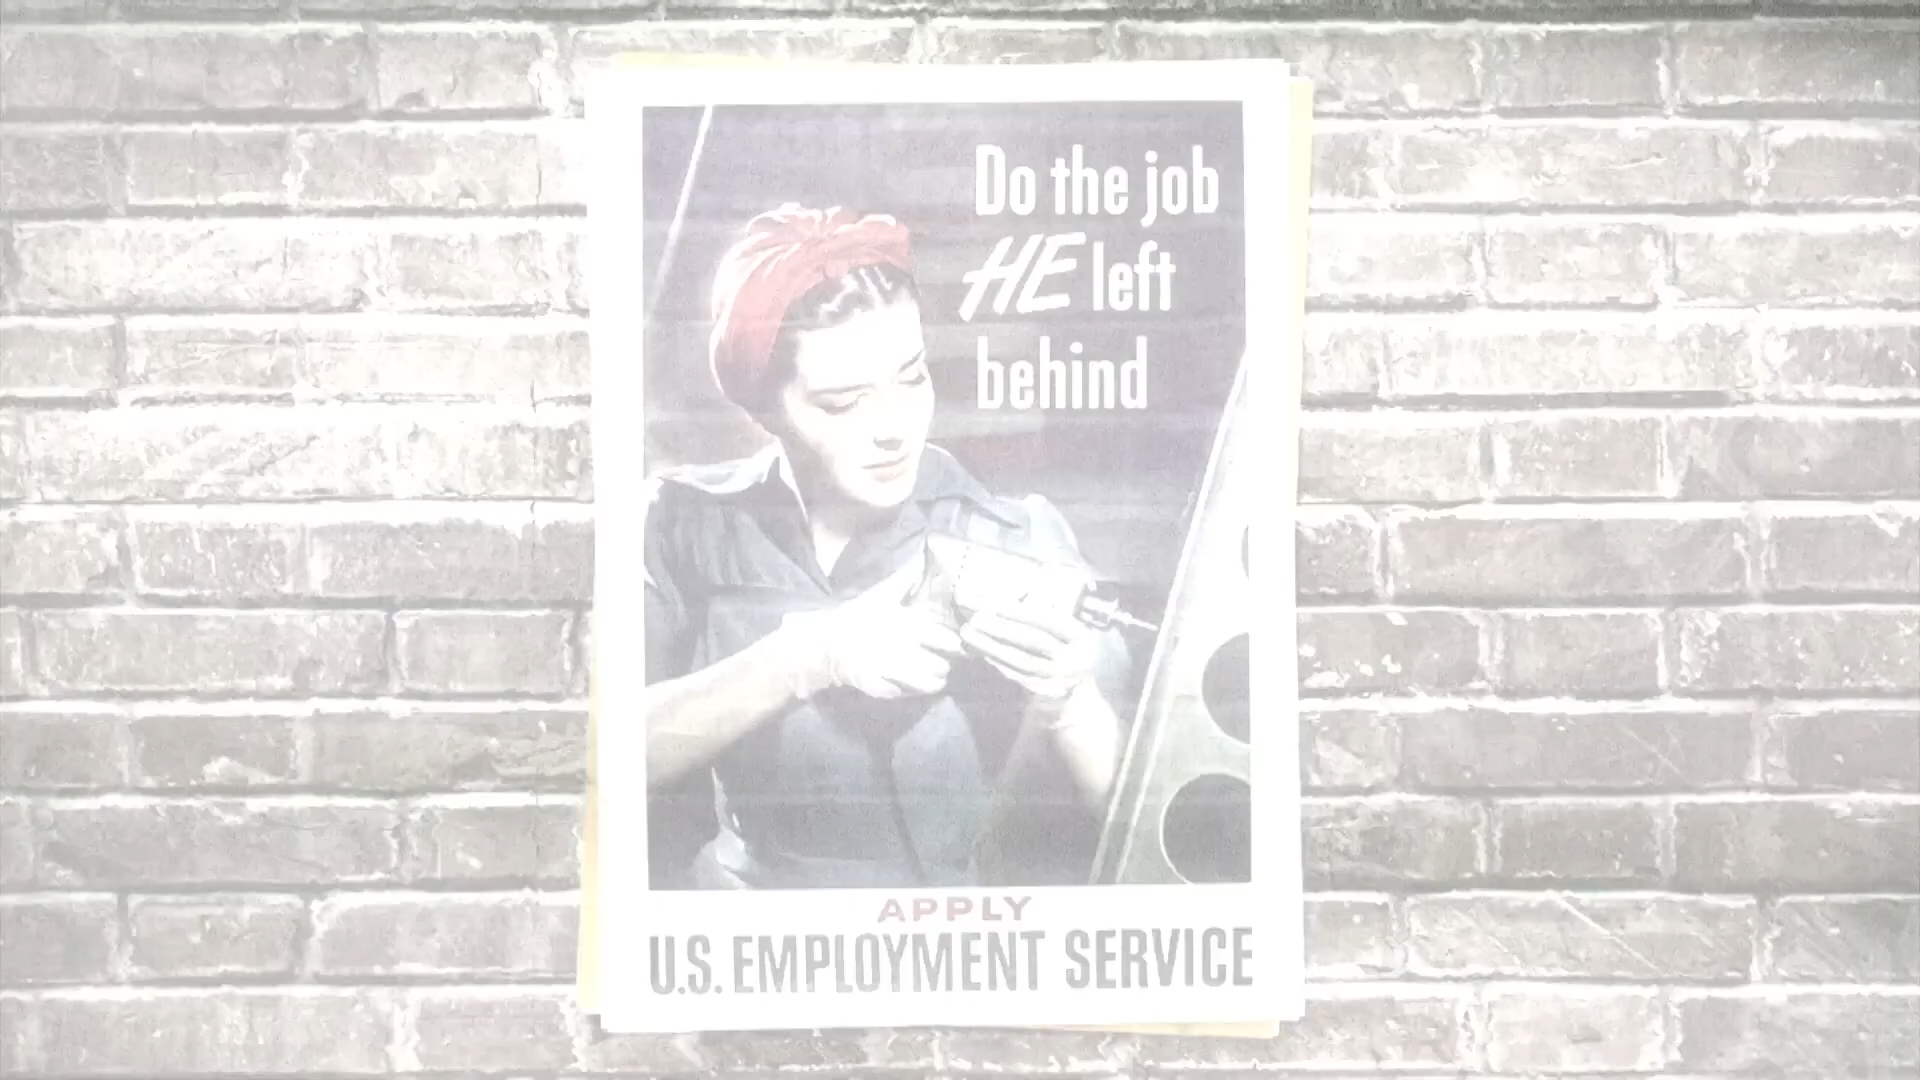 Do the job
HE left
behind
APPLY
U.S. EMPLOYMENT SERVICE